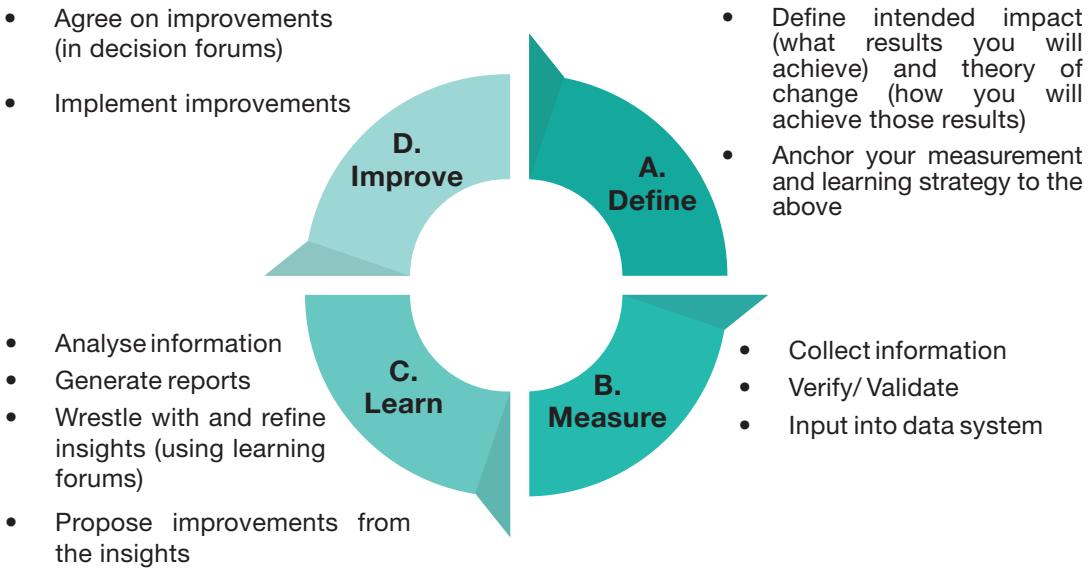 • Agree on improvements
(in decision forums)
• Implement improvements
D.
Improve
• Define intended impact
(what results you will
achieve) and theory of
change (how you will
achieve those results)
• Anchor your measurement
and learning strategy to the
above
A.
Define
• Analyse information
• Generate reports
• Wrestle with and refine
insights (using learning
forums)
• Propose improvements from
the insights
C.
Learn
B.
Measure
• Collect information
• Verify/ Validate
• Input into data system